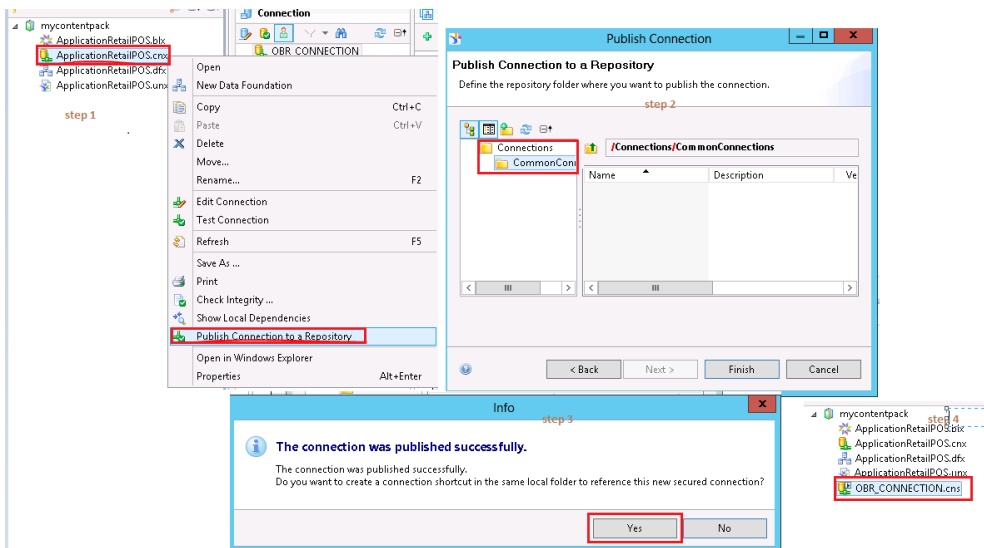 mycontentpack
ApplicationRetailPOS.blx
ApplicationRetailPOS.cnx
ApplicationRetailPOS.dfx
ApplicationRetailPOS.unx
step 1
Connection
OBR_CONNECTION
Open
New Data Foundation
Copy Ctrl+C
Paste Ctrl+V
Delete
Move...
Rename... F2
Edit Connection
Test Connection
Refresh F5
Save As ...
Print
Check Integrity ...
Show Local Dependencies
Publish Connection to a Repository
Open in Windows Explorer
Properties Alt+Enter
Publish Connection
Publish Connection to a Repository
Define the repository folder where you want to publish the connection.
step 2
Connections
CommonConn
/Connections/CommonConnections
Name Description Ve
< Back Next > Finish Cancel
Info
step 3
The connection was published successfully.
The connection was published successfully.
Do you want to create a connection shortcut in the same local folder to reference this new secured connection?
Yes No
mycontentpack
step 4
ApplicationRetailPOS.blx
ApplicationRetailPOS.cnx
ApplicationRetailPOS.dfx
ApplicationRetailPOS.unx
OBR_CONNECTION.cns